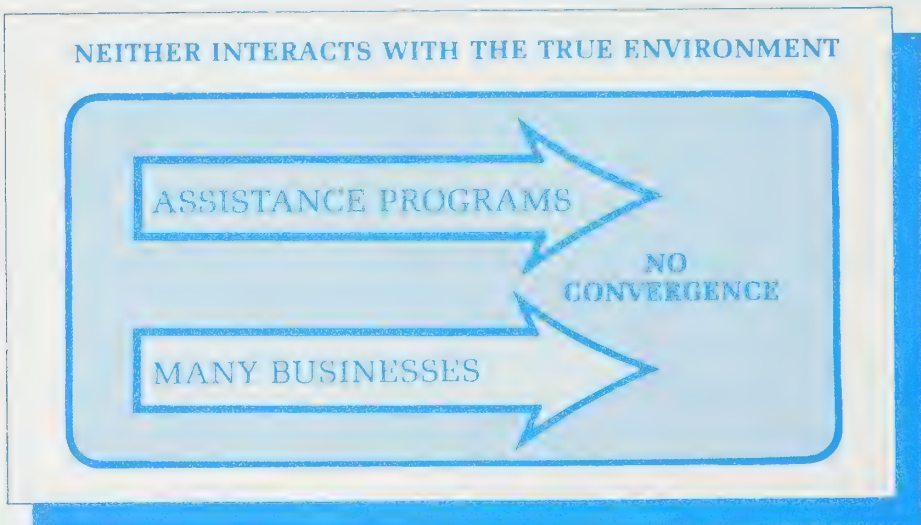 NEITHER INTERACTS WITH THE TRUE ENVIRONMENT
ASSISTANCE PROGRAMS
NO
CONVERGENCE
MANY BUSINESSES